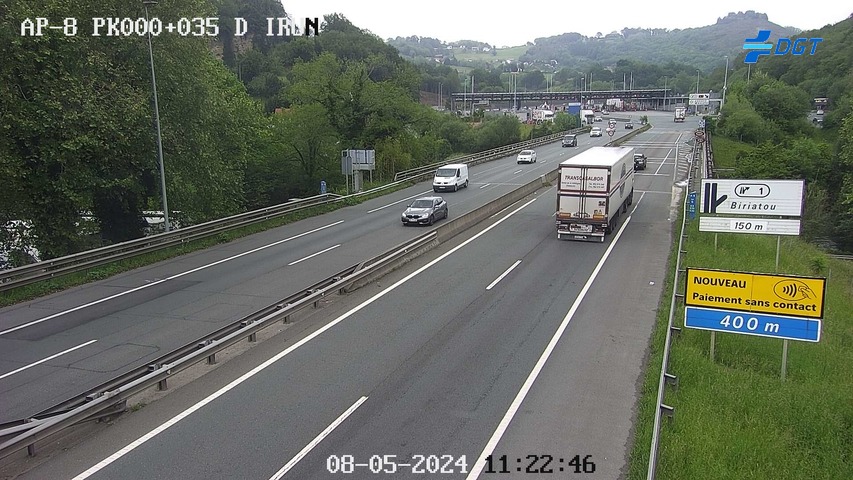 AP-8 PK000+035 D IRUN
DGT
1
Biriatou
150 m
NOUVEAU
Paiement sans contact
400 m
08-05-2024 11:22:46